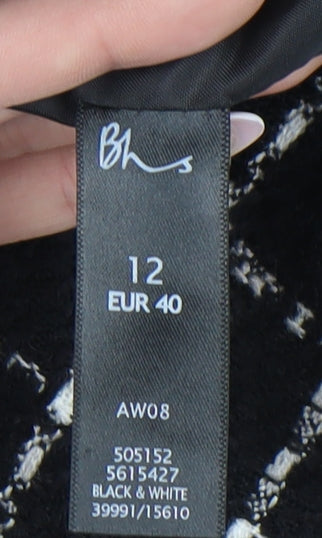 Bhs
12
EUR 40
AW08
505152
5615427
BLACK & WHITE
39991/15610